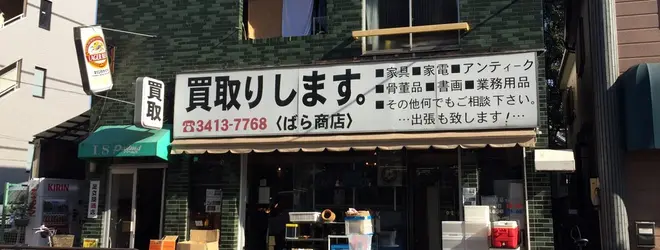 買取りします。
☎3413-7768 〈ばら商店〉
■家具■家電■アンティーク
■骨董品■書画■業務用品
■その他何でもご相談下さい。
…出張も致します!…
買取
LAGER
KIRIN